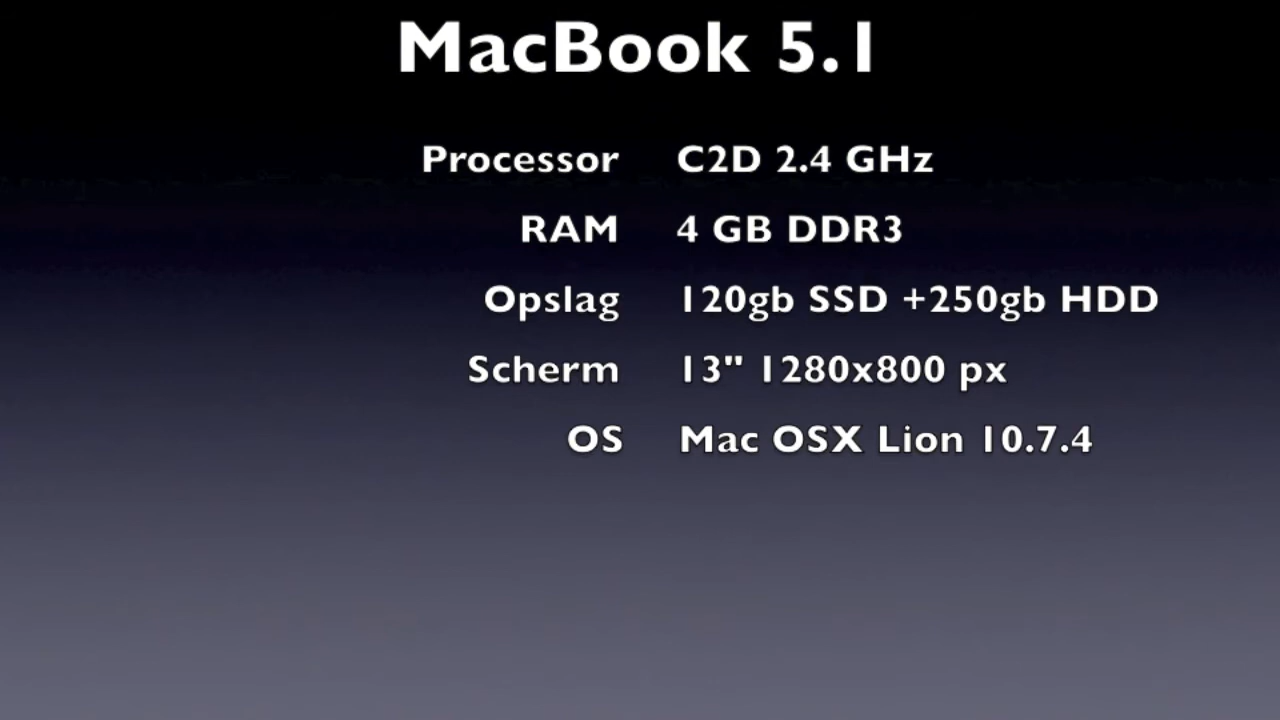 MacBook 5.1
Processor C2D 2.4 GHz
RAM 4 GB DDR3
Opslag 120gb SSD +250gb HDD
Scherm 13" 1280x800 px
OS Mac OSX Lion 10.7.4